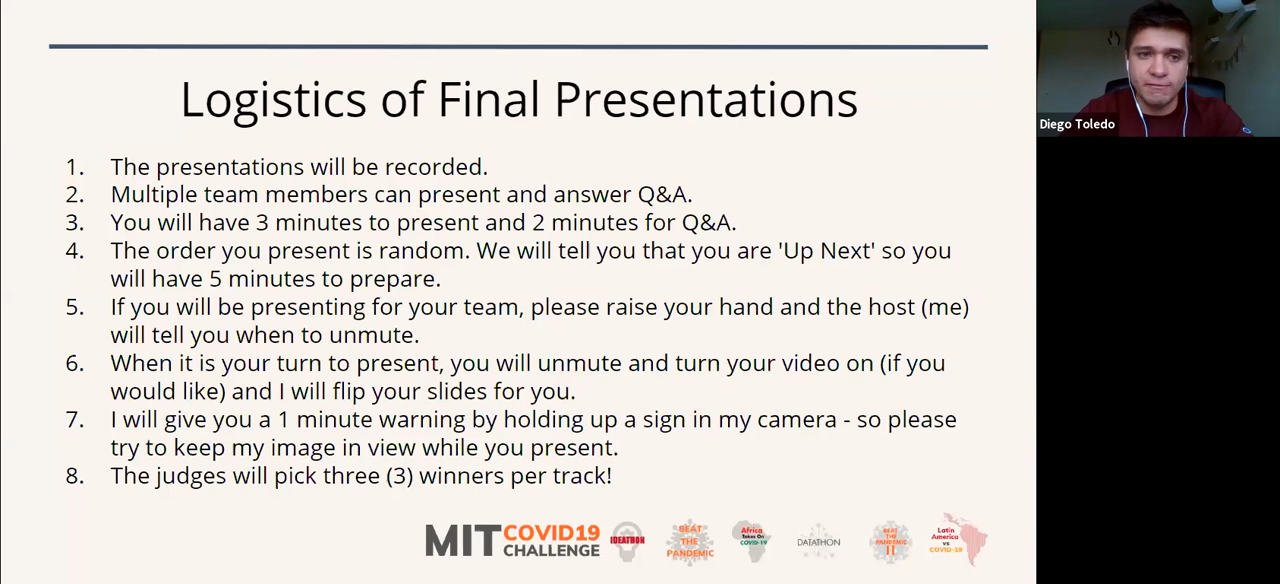 Logistics of Final Presentations
1. The presentations will be recorded.
2. Multiple team members can present and answer Q&A.
3. You will have 3 minutes to present and 2 minutes for Q&A.
4. The order you present is random. We will tell you that you are 'Up Next' so you
will have 5 minutes to prepare.
5. If you will be presenting for your team, please raise your hand and the host (me)
will tell you when to unmute.
6. When it is your turn to present, you will unmute and turn your video on (if you
would like) and I will flip your slides for you.
7. I will give you a 1 minute warning by holding up a sign in my camera - so please
try to keep my image in view while you present.
8. The judges will pick three (3) winners per track!
MIT COVID19
CHALLENGE
IDEATHON
BEAT
THE
PANDEMIC
Africa
Takes On
COVID-19
DATATHON
BEAT
THE
PANDEMIC
II
Latin
America
vs
COVID-19
Diego Toledo